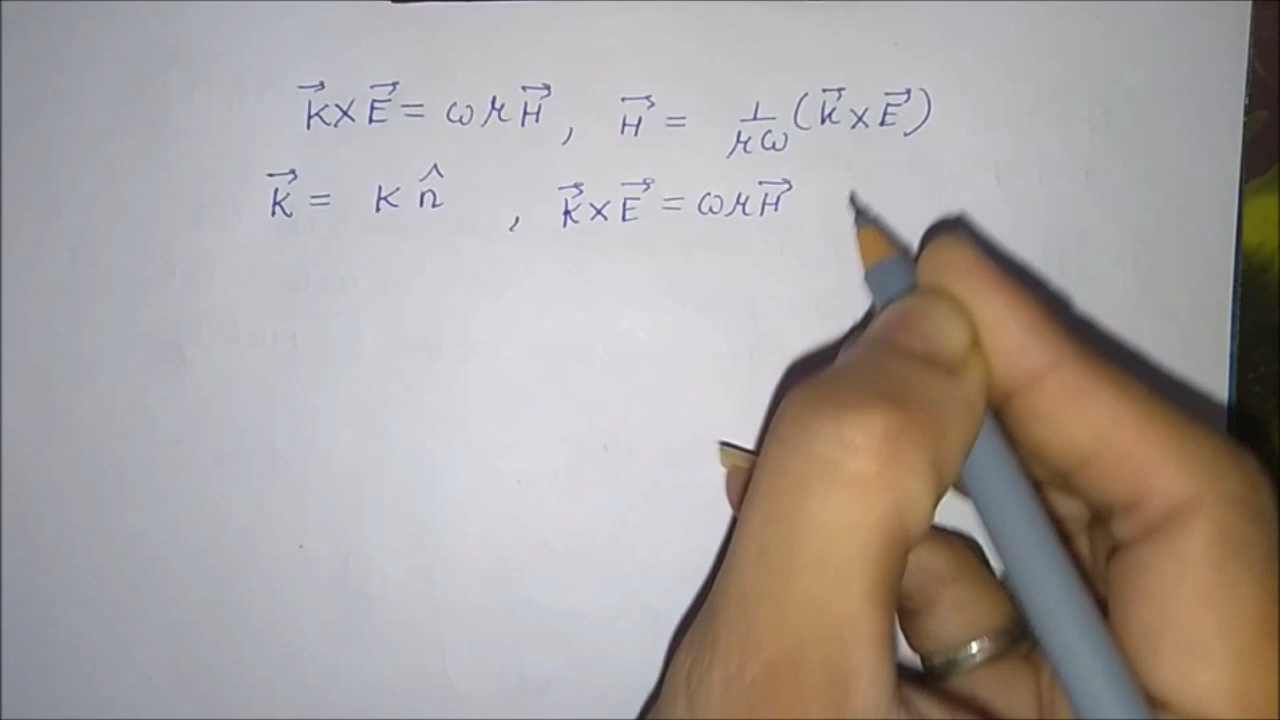 k⃗ × E⃗ = ωμH⃗ , H⃗ = 1/μω (k⃗ × E⃗)
k⃗ = k n̂ , k⃗ × E⃗ = ωμH⃗